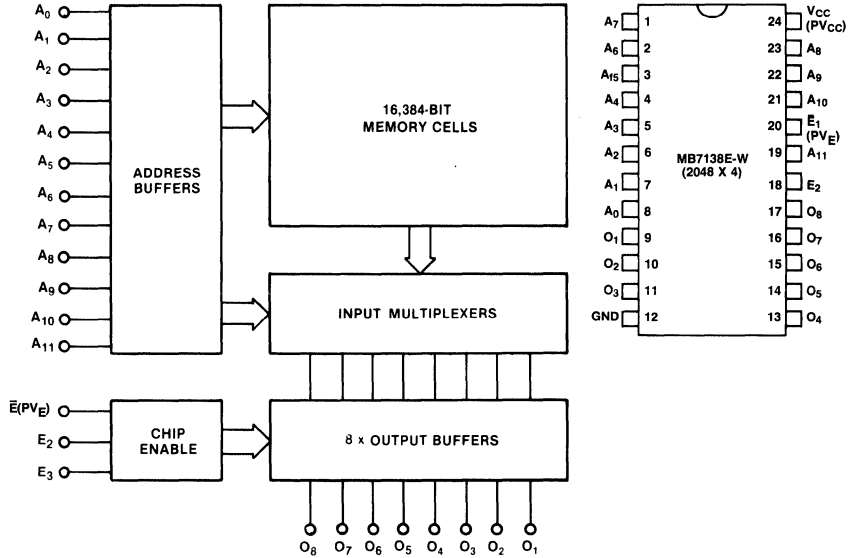 A0
A1
A2
A3
A4
A5
A6
A7
A8
A9
A10
A11
ADDRESS
BUFFERS
16,384-BIT
MEMORY CELLS
INPUT MULTIPLEXERS
Ē(PVE)
E2
E3
CHIP
ENABLE
8 x OUTPUT BUFFERS
O8 O7 O6 O5 O4 O3 O2 O1
A7 1
A6 2
Af5 3
A4 4
A3 5
A2 6
A1 7
A0 8
O1 9
O2 10
O3 11
GND 12
MB7138E-W
(2048 X 4)
24 VCC
(PVCC)
23 A8
22 A9
21 A10
20 Ē1
(PVE)
19 A11
18 E2
17 O8
16 O7
15 O6
14 O5
13 O4